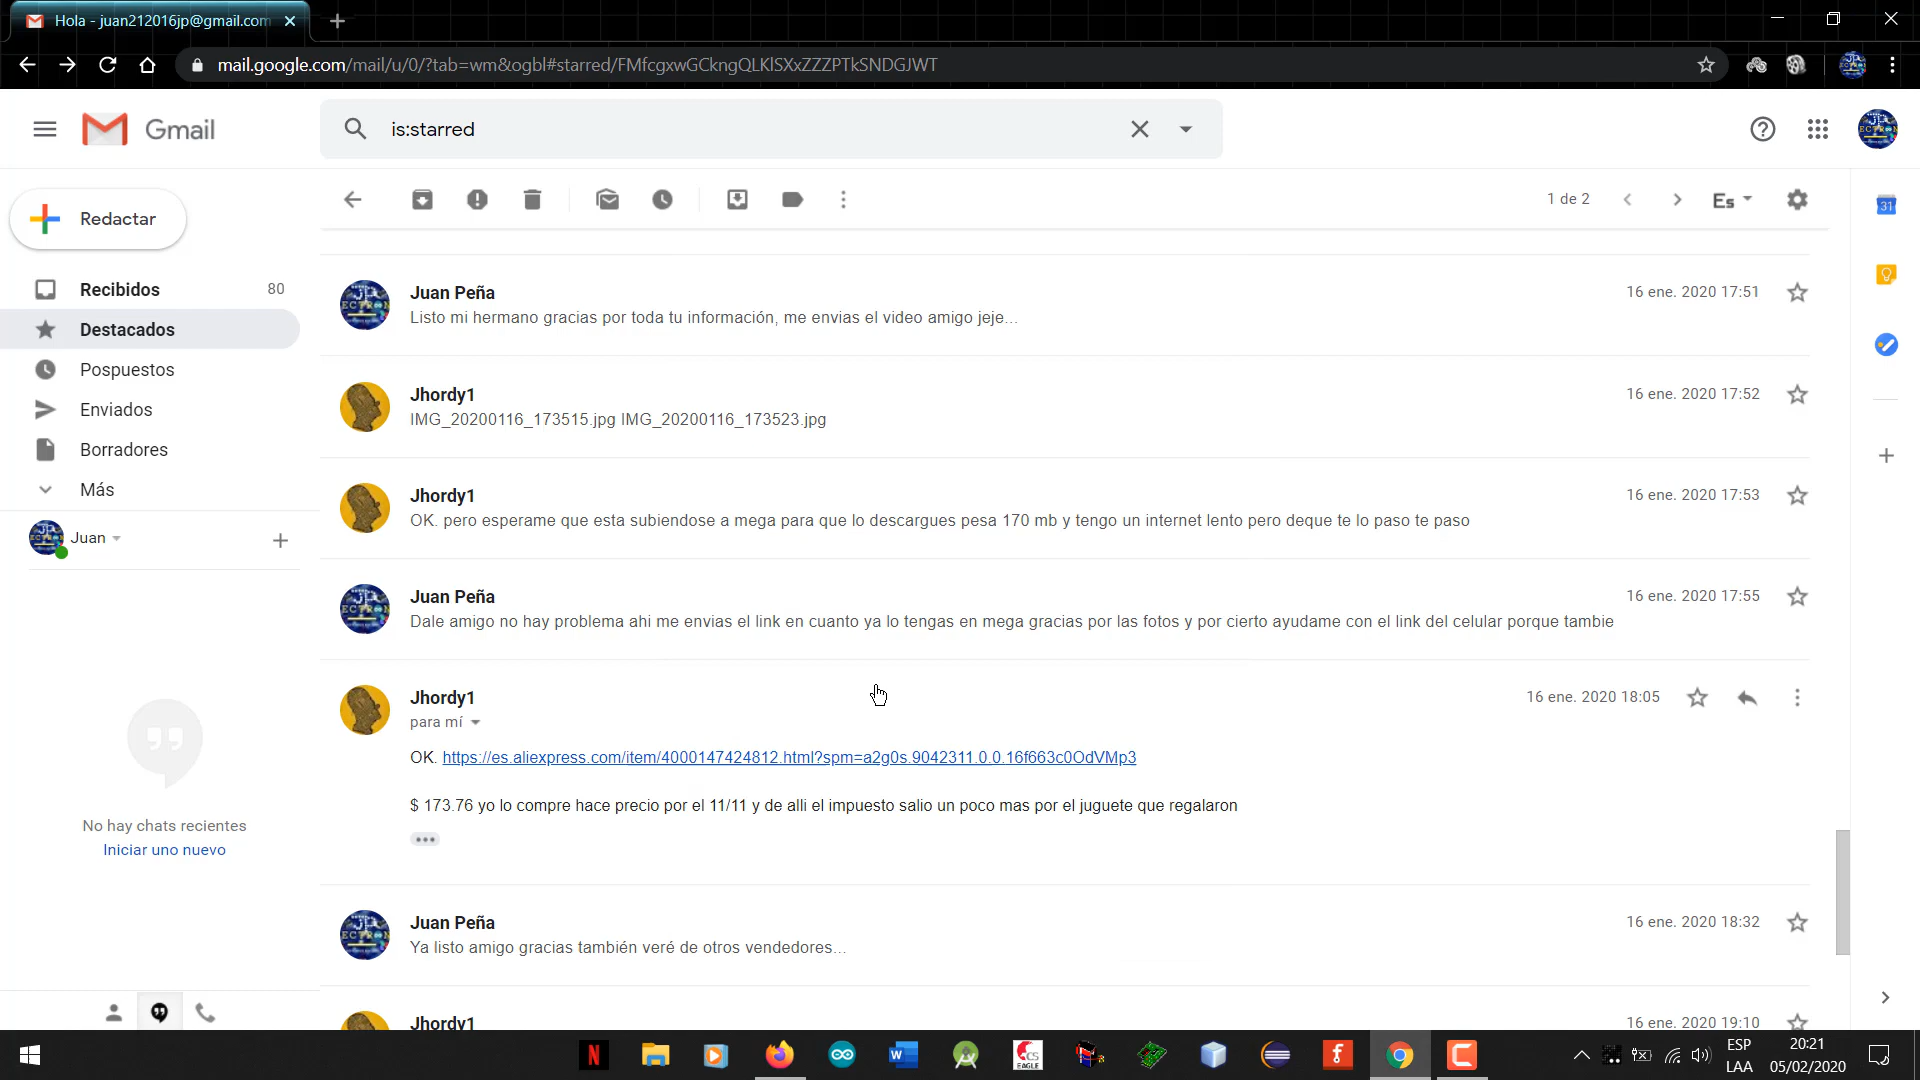 Hola - juan212016jp@gmail.com
mail.google.com/mail/u/0/?tab=wm&ogbl#starred/FMfcgxwGCkngQLKlSXxZZZPTkSNDGJWT
Gmail
is:starred
Redactar
1 de 2
Es
31
Recibidos 80
Destacados
Pospuestos
Enviados
Borradores
Más
Juan
No hay chats recientes
Iniciar uno nuevo
Juan Peña 16 ene. 2020 17:51
Listo mi hermano gracias por toda tu información, me envias el video amigo jeje...
Jhordy1 16 ene. 2020 17:52
IMG_20200116_173515.jpg IMG_20200116_173523.jpg
Jhordy1 16 ene. 2020 17:53
OK. pero esperame que esta subiendose a mega para que lo descargues pesa 170 mb y tengo un internet lento pero deque te lo paso te paso
Juan Peña 16 ene. 2020 17:55
Dale amigo no hay problema ahi me envias el link en cuanto ya lo tengas en mega gracias por las fotos y por cierto ayudame con el link del celular porque tambie
Jhordy1 16 ene. 2020 18:05
para mí
OK. https://es.aliexpress.com/item/4000147424812.html?spm=a2g0s.9042311.0.0.16f663c0OdVMp3
$ 173.76 yo lo compre hace precio por el 11/11 y de alli el impuesto salio un poco mas por el juguete que regalaron
Juan Peña 16 ene. 2020 18:32
Ya listo amigo gracias también veré de otros vendedores...
Jhordy1 16 ene. 2020 19:10
ESP
LAA
20:21
05/02/2020